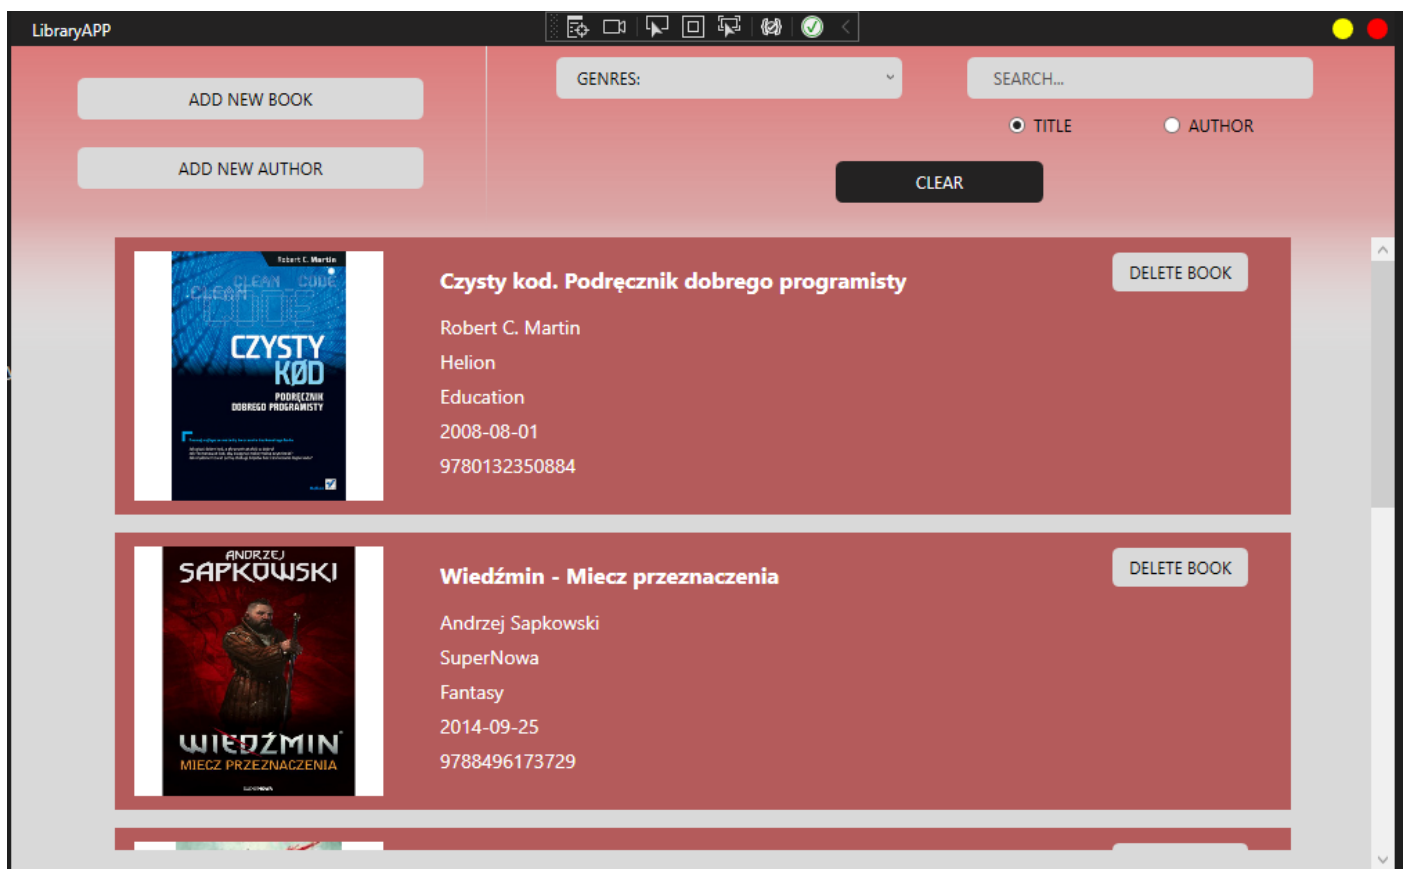 LibraryAPP
ADD NEW BOOK
ADD NEW AUTHOR
GENRES:
SEARCH...
TITLE
AUTHOR
CLEAR
Robert C. Martin
CLEAN CODE
CLEAN
CODE
CZYSTY
KØD
PODRĘCZNIK
DOBREGO PROGRAMISTY
Czysty kod. Podręcznik dobrego programisty
Robert C. Martin
Helion
Education
2008-08-01
9780132350884
DELETE BOOK
ANDRZEJ
SAPKOWSKI
WIEDŹMIN
MIECZ PRZEZNACZENIA
Wiedźmin - Miecz przeznaczenia
Andrzej Sapkowski
SuperNowa
Fantasy
2014-09-25
9788496173729
DELETE BOOK